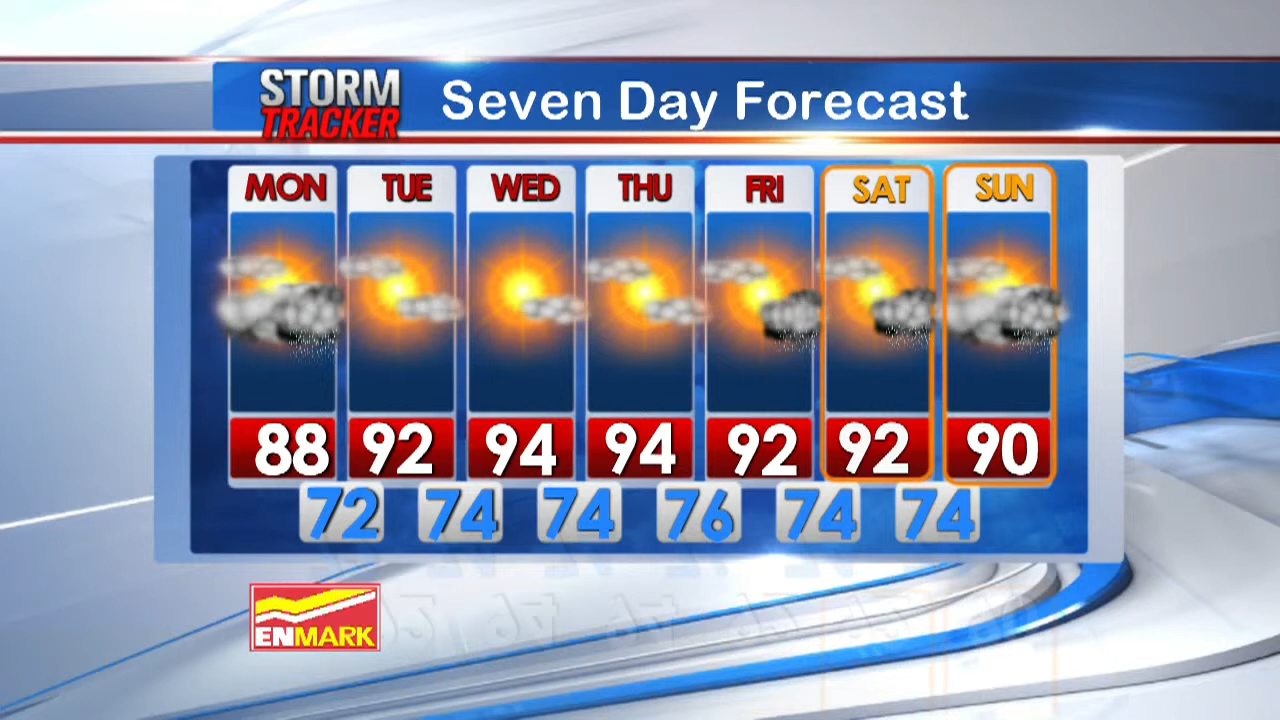 STORM
TRACKER
Seven Day Forecast
MON TUE WED THU FRI SAT SUN
88 92 94 94 92 92 90
72 74 74 76 74 74
ENMARK